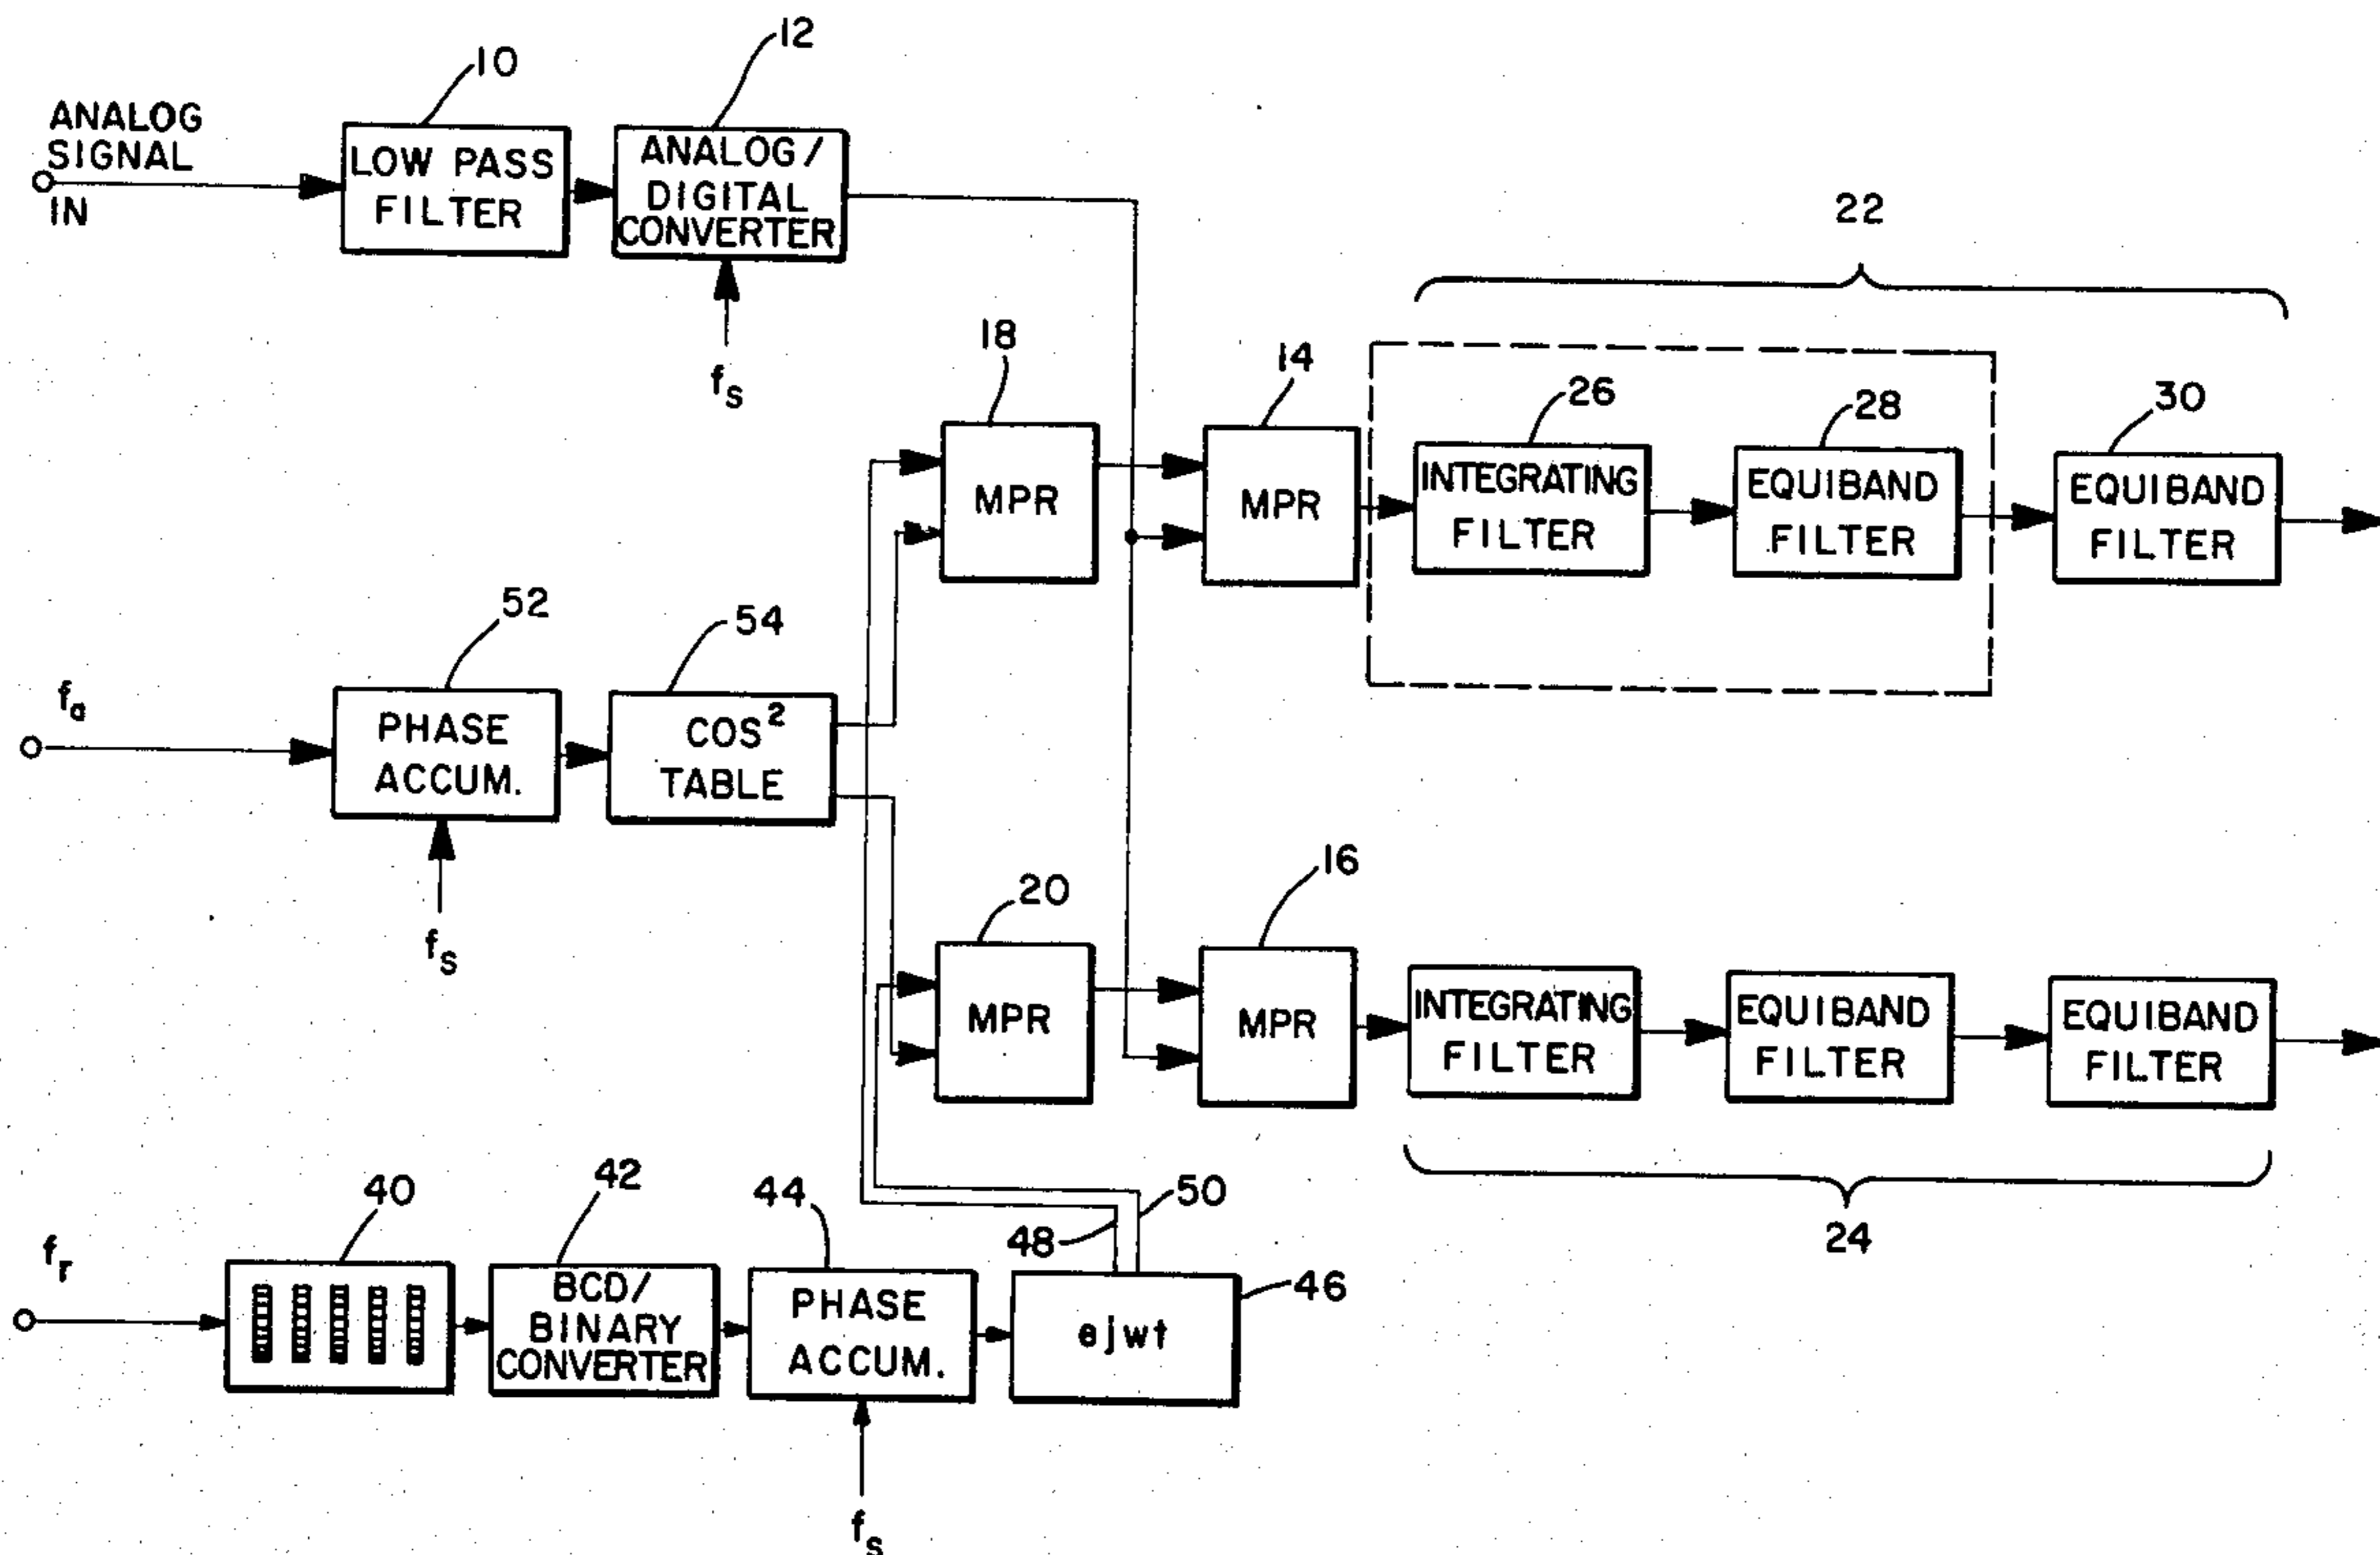 ANALOG
SIGNAL
IN
10
LOW PASS
FILTER
12
ANALOG/
DIGITAL
CONVERTER
fs
22
18
MPR
14
MPR
26
INTEGRATING
FILTER
28
EQUIBAND
FILTER
30
EQUIBAND
FILTER
fa
52
PHASE
ACCUM.
fs
54
COS²
TABLE
20
MPR
16
MPR
INTEGRATING
FILTER
EQUIBAND
FILTER
EQUIBAND
FILTER
24
fr
40
42
BCD/
BINARY
CONVERTER
44
PHASE
ACCUM.
fs
48
50
46
ejwt